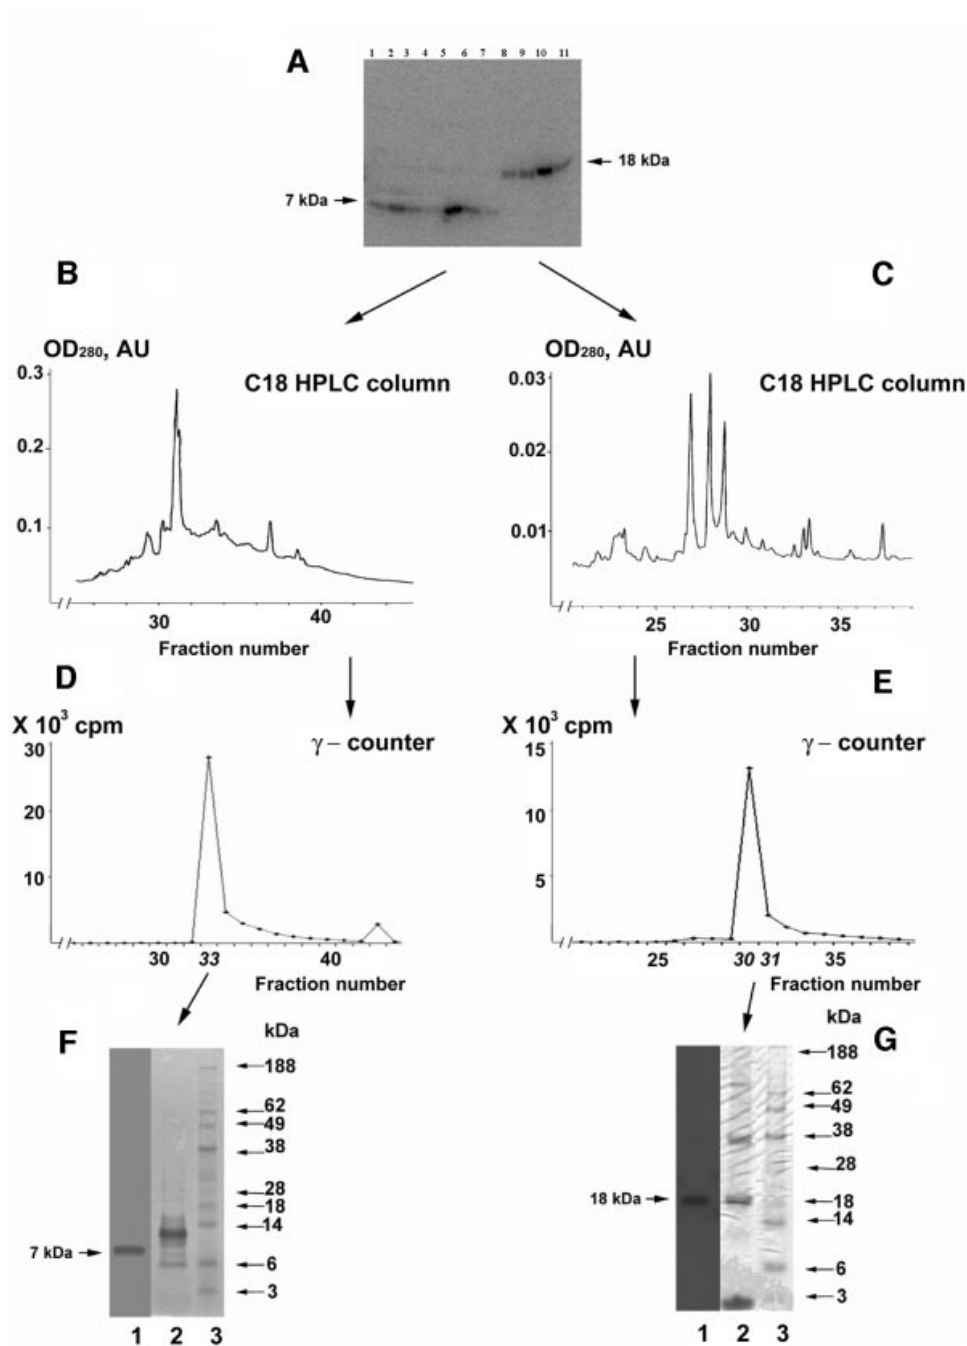 A
1 2 3 4 5 6 7 8 9 10 11
18 kDa
7 kDa
B
C
OD280, AU
C18 HPLC column
0.3
0.2
0.1
30 40
Fraction number
OD280, AU
C18 HPLC column
0.03
0.02
0.01
25 30 35
Fraction number
D
E
X 10³ cpm
γ – counter
30
20
10
30 33 40
Fraction number
X 10³ cpm
γ – counter
15
10
5
25 30 31 35
Fraction number
F
kDa
188
62
49
38
28
18
14
6
3
7 kDa
1 2 3
G
kDa
188
62
49
38
28
18
14
6
3
18 kDa
1 2 3